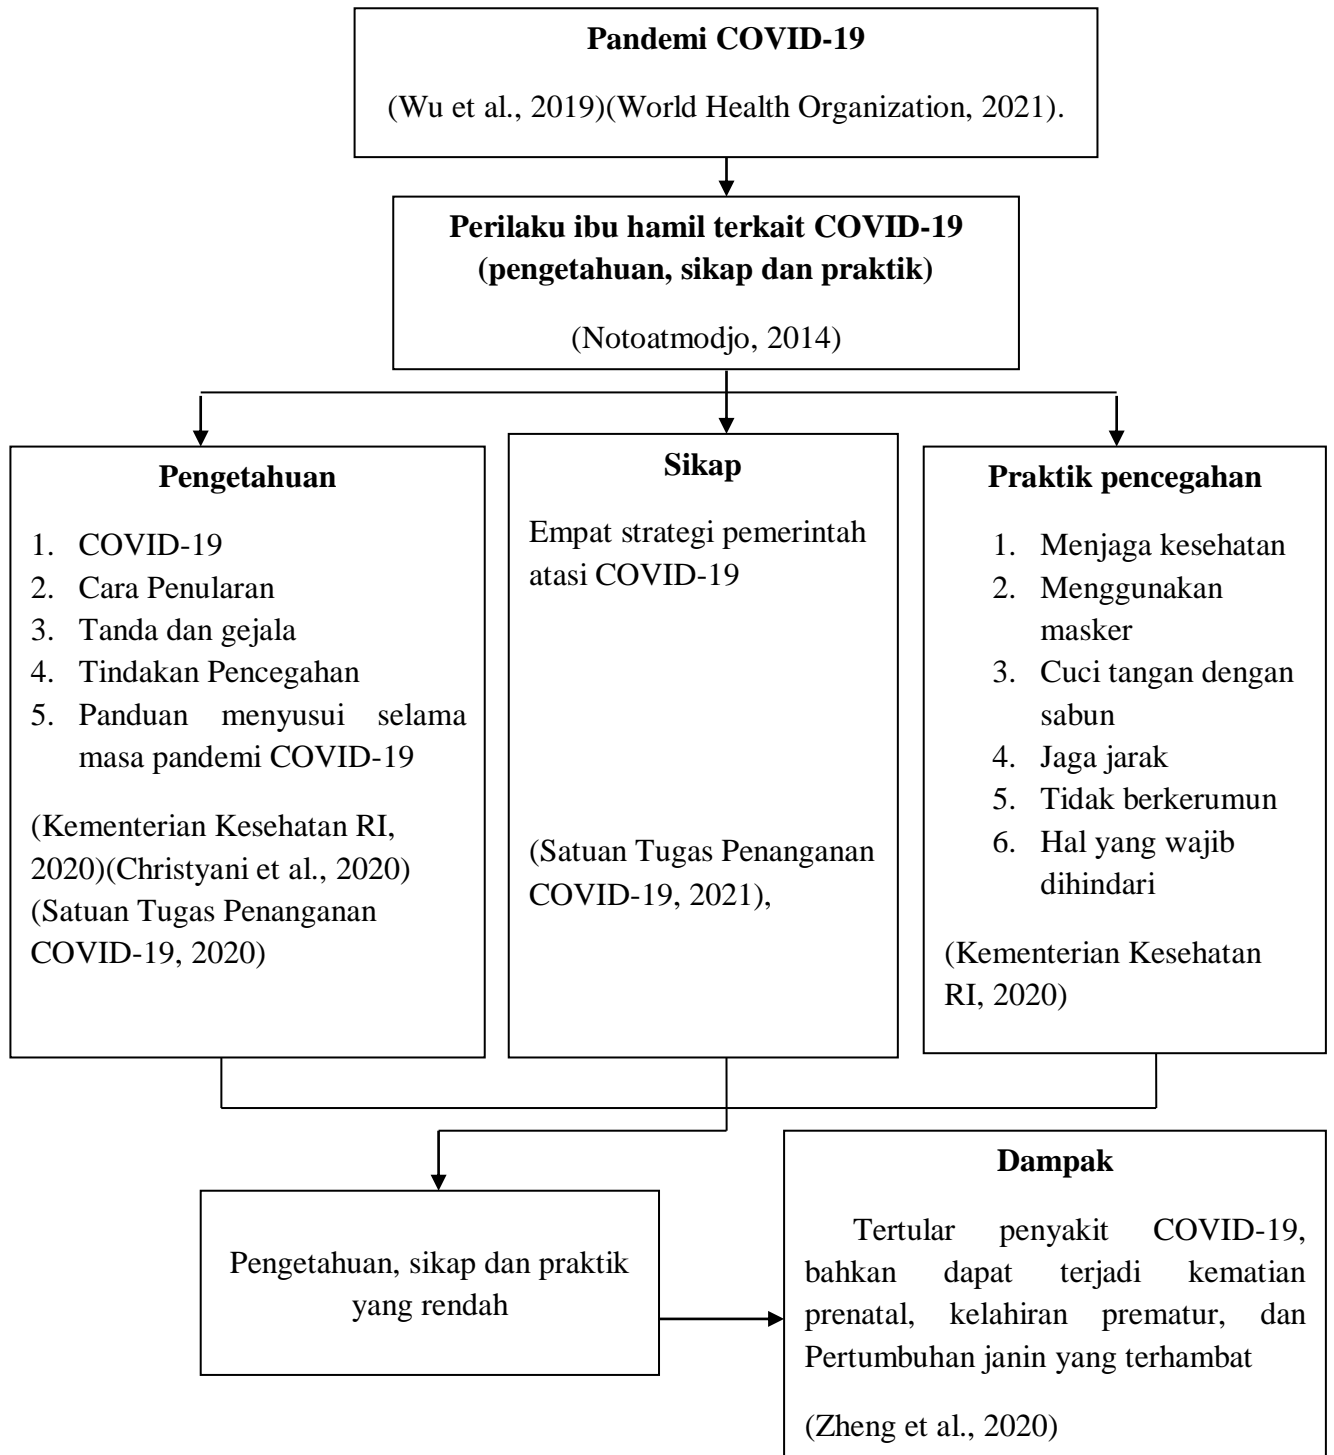 Pandemi COVID-19
(Wu et al., 2019)(World Health Organization, 2021).
Perilaku ibu hamil terkait COVID-19
(pengetahuan, sikap dan praktik)
(Notoatmodjo, 2014)
Pengetahuan
1. COVID-19
2. Cara Penularan
3. Tanda dan gejala
4. Tindakan Pencegahan
5. Panduan menyusui selama
masa pandemi COVID-19
(Kementerian Kesehatan RI,
2020)(Christyani et al., 2020)
(Satuan Tugas Penanganan
COVID-19, 2020)
Sikap
Empat strategi pemerintah
atasi COVID-19
(Satuan Tugas Penanganan
COVID-19, 2021),
Praktik pencegahan
1. Menjaga kesehatan
2. Menggunakan
masker
3. Cuci tangan dengan
sabun
4. Jaga jarak
5. Tidak berkerumun
6. Hal yang wajib
dihindari
(Kementerian Kesehatan
RI, 2020)
Pengetahuan, sikap dan praktik
yang rendah
Dampak
Tertular penyakit COVID-19,
bahkan dapat terjadi kematian
prenatal, kelahiran prematur, dan
Pertumbuhan janin yang terhambat
(Zheng et al., 2020)